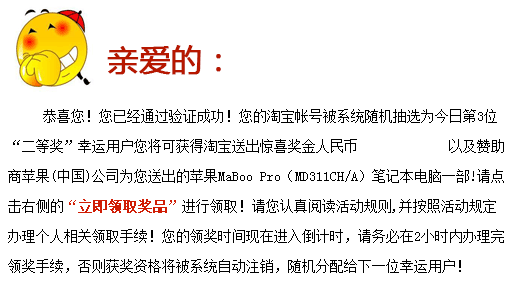 亲爱的：
恭喜您！您已经通过验证成功！您的淘宝帐号被系统随机抽选为今日第3位
“二等奖”幸运用户您将可获得淘宝送出惊喜奖金人民币 以及赞助
商苹果(中国)公司为您送出的苹果MaBoo Pro（MD311CH/A）笔记本电脑一部!请点
击右侧的“立即领取奖品”进行领取！请您认真阅读活动规则,并按照活动规定
办理个人相关领取手续！您的领奖时间现在进入倒计时，请务必在2小时内办理完
领奖手续，否则获奖资格将被系统自动注销，随机分配给下一位幸运用户！